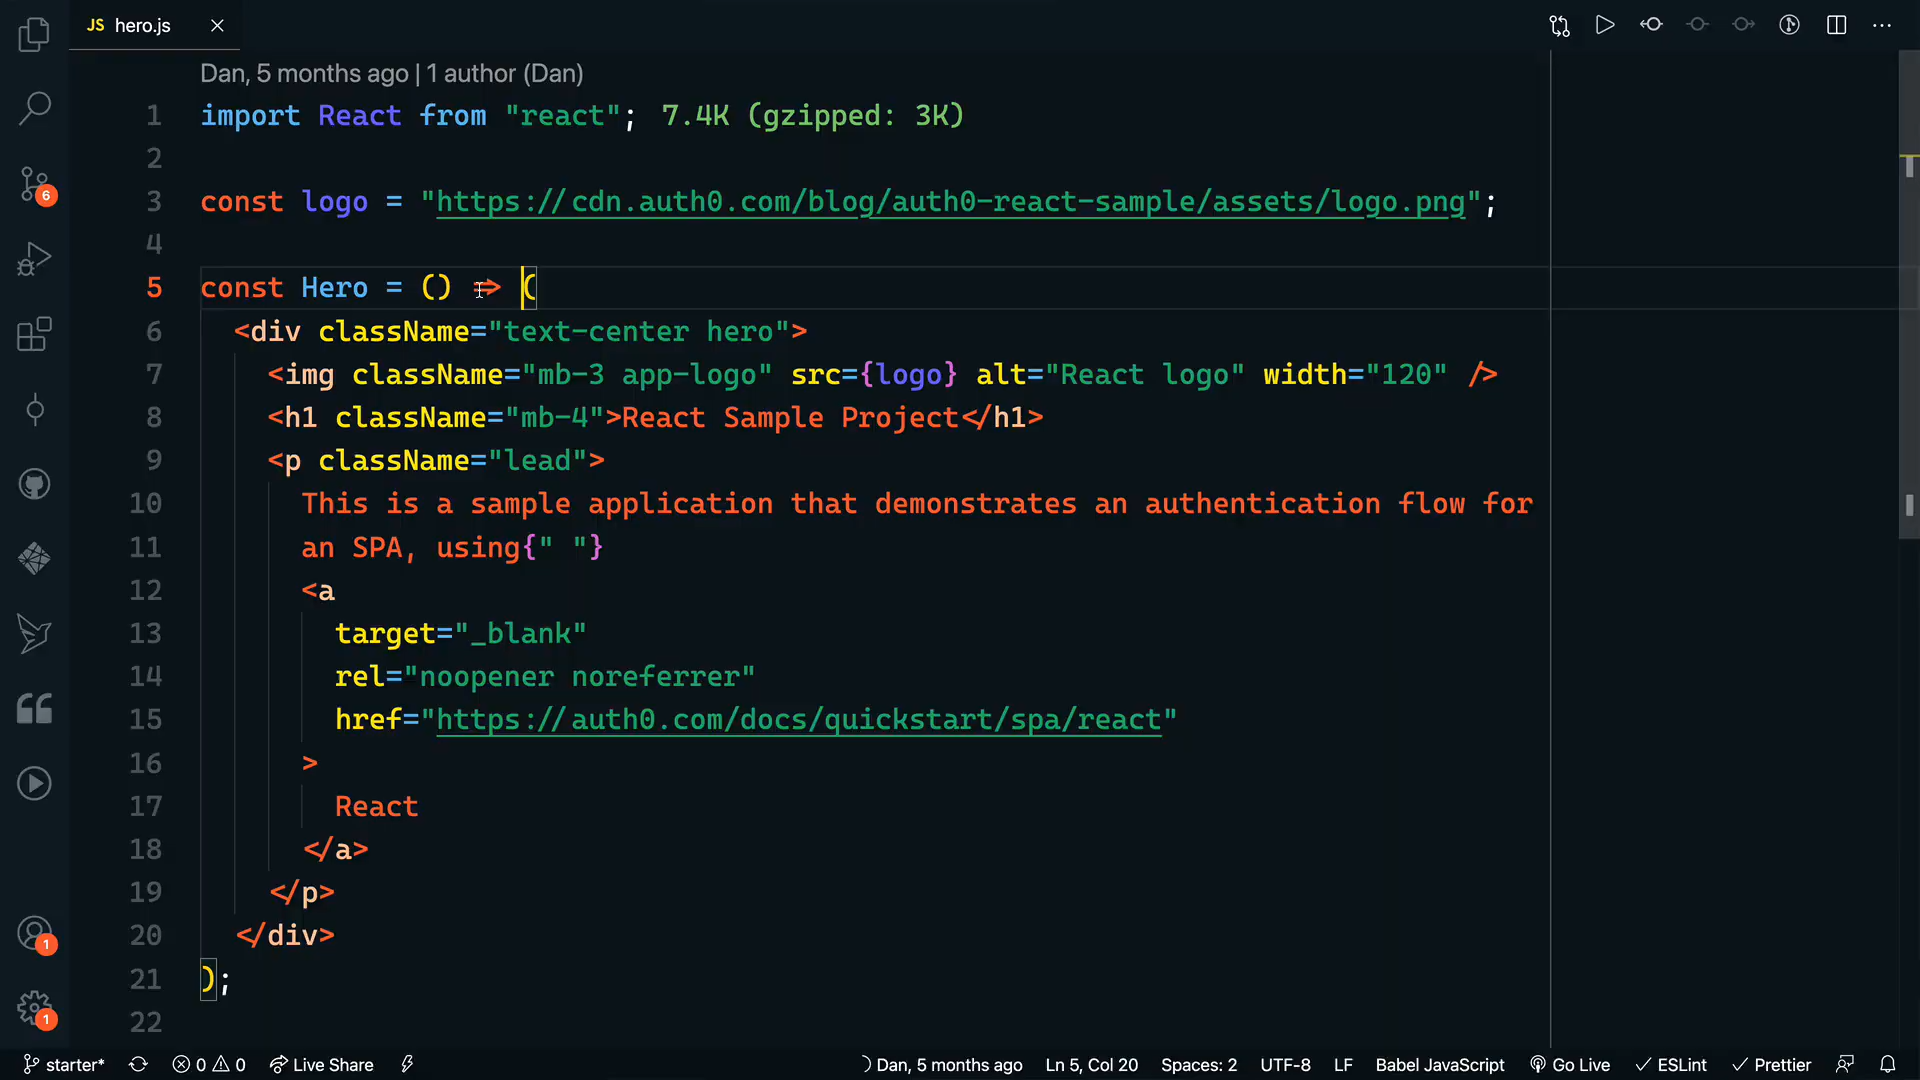 JS hero.js
Dan, 5 months ago | 1 author (Dan)
1 import React from "react"; 7.4K (gzipped: 3K)
2
3 const logo = "https://cdn.auth0.com/blog/auth0-react-sample/assets/logo.png";
4
5 const Hero = () => (
6 <div className="text-center hero">
7 <img className="mb-3 app-logo" src={logo} alt="React logo" width="120" />
8 <h1 className="mb-4">React Sample Project</h1>
9 <p className="lead">
10 This is a sample application that demonstrates an authentication flow for
11 an SPA, using{" "}
12 <a
13 target="_blank"
14 rel="noopener noreferrer"
15 href="https://auth0.com/docs/quickstart/spa/react"
16 >
17 React
18 </a>
19 </p>
20 </div>
21 );
22
6
1
1
starter* 0 0 Live Share Dan, 5 months ago Ln 5, Col 20 Spaces: 2 UTF-8 LF Babel JavaScript Go Live ESLint Prettier